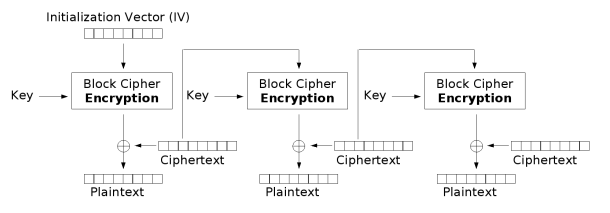 Initialization Vector (IV)
Block Cipher
Encryption
Key
Ciphertext
Plaintext
Block Cipher
Encryption
Key
Ciphertext
Plaintext
Block Cipher
Encryption
Key
Ciphertext
Plaintext